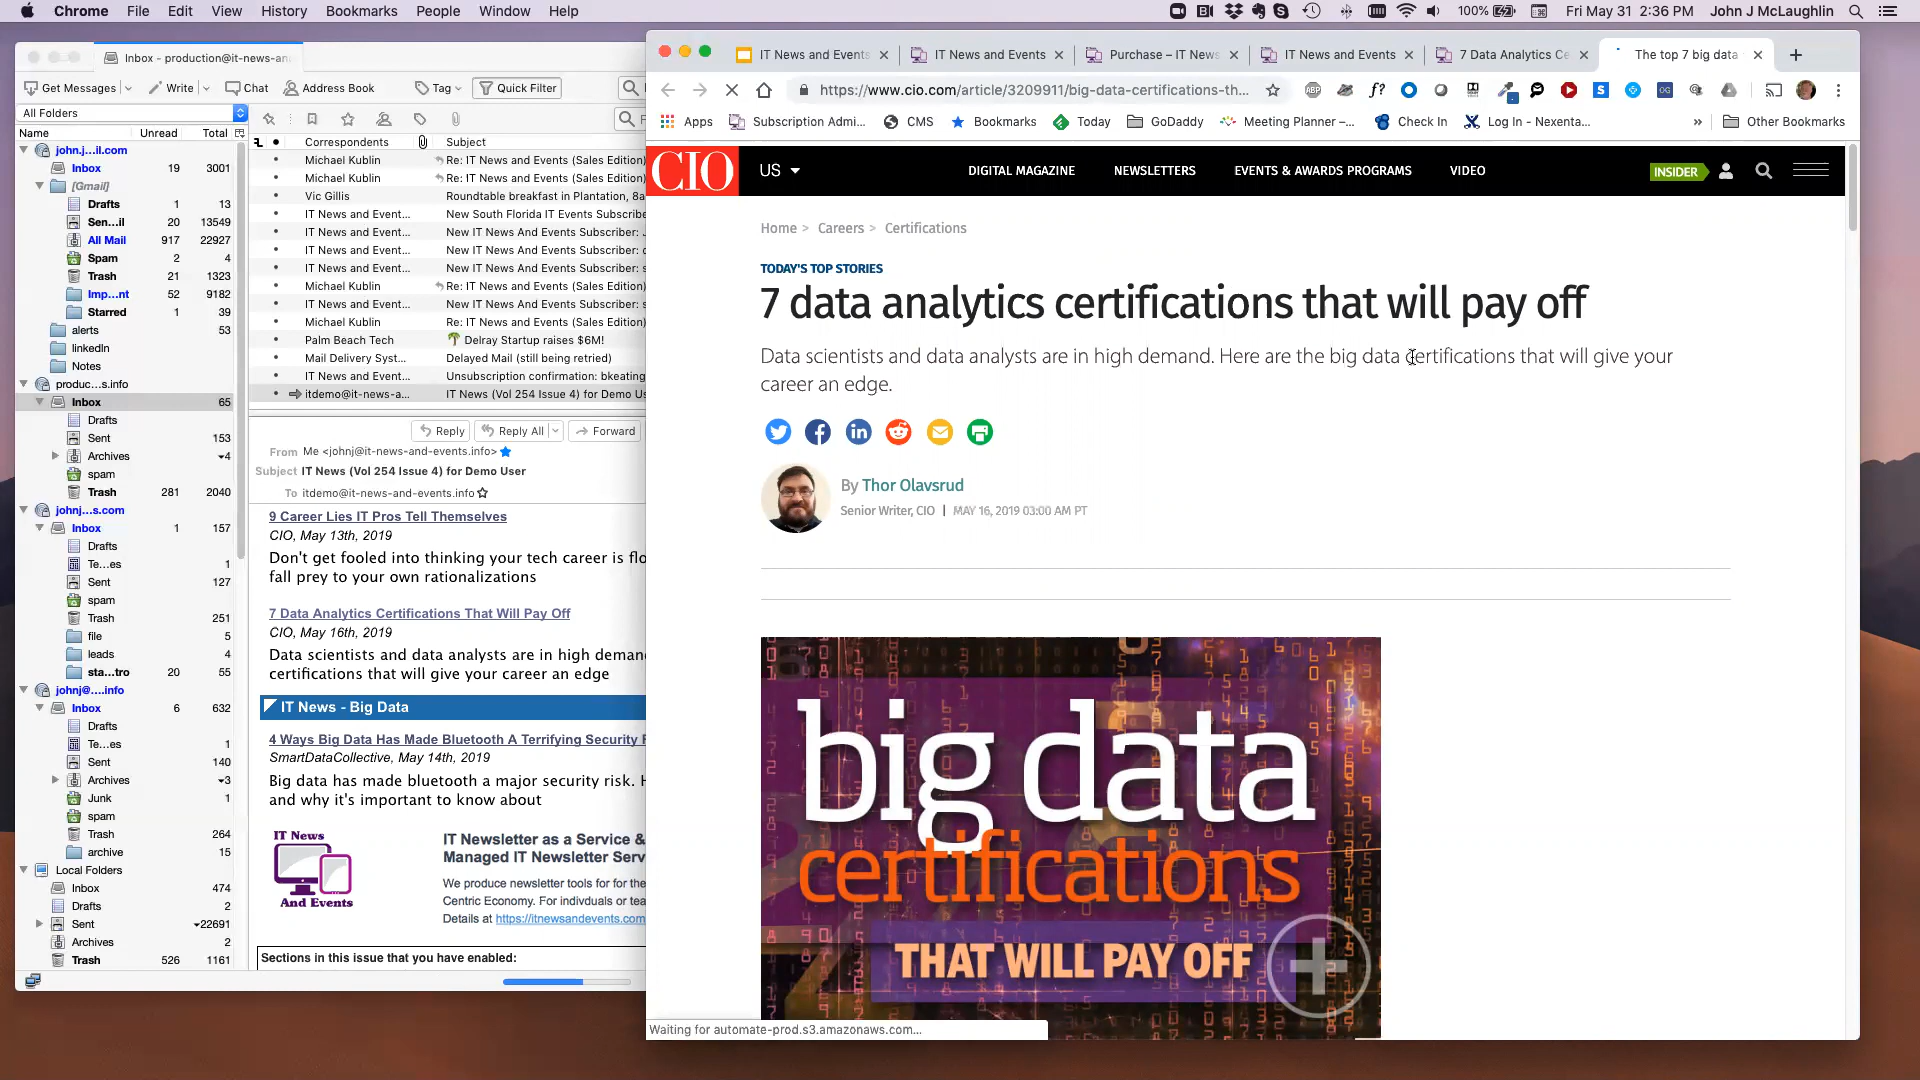 Chrome File Edit View History Bookmarks People Window Help 100% Fri May 31 2:36 PM John J McLaughlin
Inbox - production@it-news-an
Get Messages Write Chat Address Book Tag Quick Filter
All Folders
Name Unread Total
john.j...il.com
Inbox 19 3001
[Gmail]
Drafts 1 13
Sen...il 20 13549
All Mail 917 22927
Spam 2 4
Trash 21 1323
Imp...nt 52 9182
Starred 1 39
alerts 53
linkedIn
Notes
produc...s.info
Inbox 65
Drafts
Sent 153
Archives 4
spam
Trash 281 2040
johnj...s.com
Inbox 1 157
Drafts
Te...es 1
Sent 127
spam
Trash 251
file 5
leads 4
sta...tro 20 55
johnj@....info
Inbox 6 632
Drafts
Te...es 1
Sent 140
Archives 3
Junk 1
spam
Trash 264
archive 15
Local Folders
Inbox 474
Drafts 2
Sent 22691
Archives 2
Trash 526 1161
Correspondents Subject
Michael Kublin Re: IT News and Events (Sales Edition)
Michael Kublin Re: IT News and Events (Sales Edition)
Vic Gillis Roundtable breakfast in Plantation, 8a
IT News and Event... New South Florida IT Events Subscribe
IT News and Event... New IT News And Events Subscriber:
IT News and Event... New IT News And Events Subscriber: c
IT News and Event... New IT News And Events Subscriber: s
Michael Kublin Re: IT News and Events (Sales Edition)
IT News and Event... New IT News And Events Subscriber: s
Michael Kublin Re: IT News and Events (Sales Edition)
Palm Beach Tech Delray Startup raises $6M!
Mail Delivery Syst... Delayed Mail (still being retried)
IT News and Event... Unsubscription confirmation: bkeating
itdemo@it-news-a... IT News (Vol 254 Issue 4) for Demo Us
Reply Reply All Forward
From Me <johnj@it-news-and-events.info>
Subject IT News (Vol 254 Issue 4) for Demo User
To itdemo@it-news-and-events.info
9 Career Lies IT Pros Tell Themselves
CIO, May 13th, 2019
Don't get fooled into thinking your tech career is flo
fall prey to your own rationalizations
7 Data Analytics Certifications That Will Pay Off
CIO, May 16th, 2019
Data scientists and data analysts are in high deman
certifications that will give your career an edge
IT News - Big Data
4 Ways Big Data Has Made Bluetooth A Terrifying Security
SmartDataCollective, May 14th, 2019
Big data has made bluetooth a major security risk. H
and why it's important to know about
IT News
And Events
IT Newsletter as a Service &
Managed IT Newsletter Serv
We produce newsletter tools for for the
Centric Economy. For indivduals or tea
Details at https://itnewsandevents.com
Sections in this issue that you have enabled:
IT News and Events IT News and Events Purchase – IT News IT News and Events 7 Data Analytics Ce The top 7 big data
https://www.cio.com/article/3209911/big-data-certifications-th...
Apps Subscription Admi... CMS Bookmarks Today GoDaddy Meeting Planner –... Check In Log In - Nexenta... » Other Bookmarks
CIO US DIGITAL MAGAZINE NEWSLETTERS EVENTS & AWARDS PROGRAMS VIDEO INSIDER
Home > Careers > Certifications
TODAY'S TOP STORIES
7 data analytics certifications that will pay off
Data scientists and data analysts are in high demand. Here are the big data certifications that will give your
career an edge.
By Thor Olavsrud
Senior Writer, CIO | MAY 16, 2019 03:00 AM PT
big data
certifications
THAT WILL PAY OFF
Waiting for automate-prod.s3.amazonaws.com...